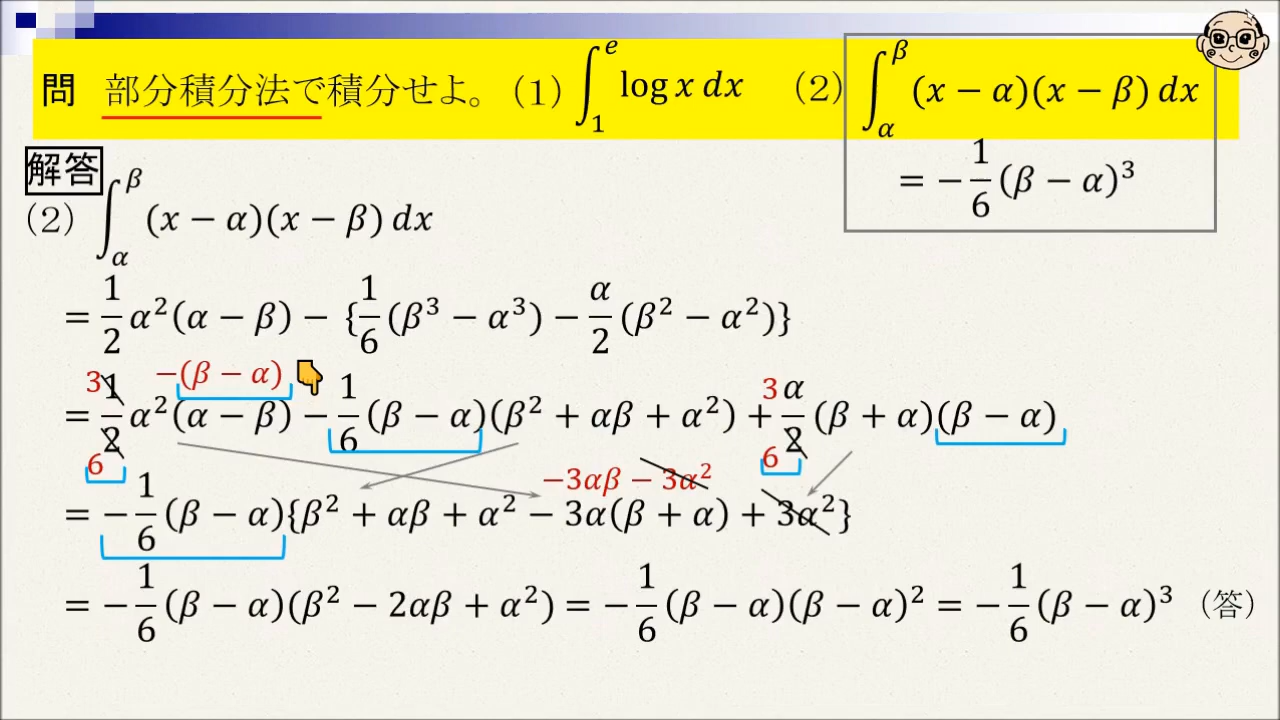 問 部分積分法で積分せよ。 (1) ∫₁ᵉ log x dx (2) ∫_α^β (x − α)(x − β) dx
= −1/6 (β − α)³
解答
(2) ∫_α^β (x − α)(x − β) dx
= 1/2 α²(α − β) − {1/6 (β³ − α³) − α/2 (β² − α²)}
3 −(β − α) 3
= 1/2 α²(α − β) − 1/6 (β − α)(β² + αβ + α²) + α/2 (β + α)(β − α)
6 6
−3αβ − 3α²
= −1/6 (β − α){β² + αβ + α² − 3α(β + α) + 3α²}
= −1/6 (β − α)(β² − 2αβ + α²) = −1/6 (β − α)(β − α)² = −1/6 (β − α)³ (答)